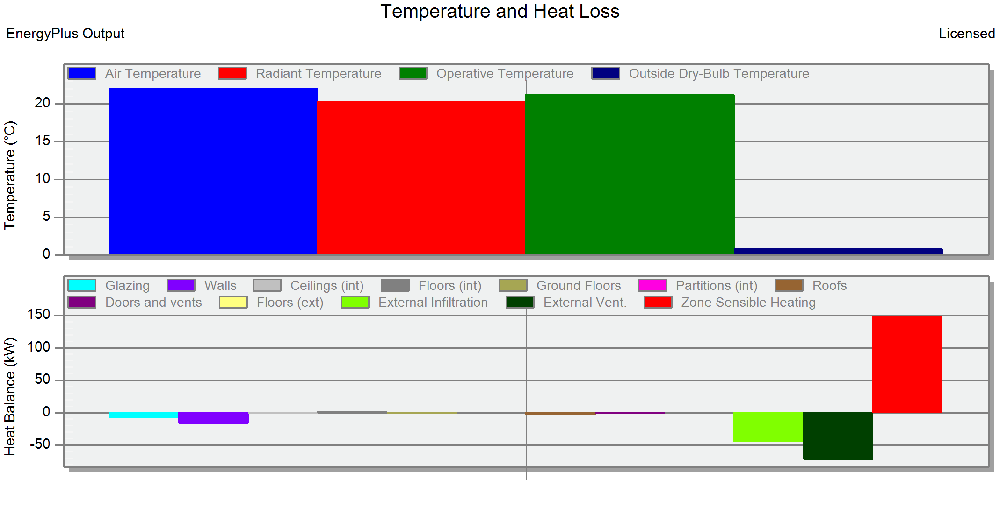 Temperature and Heat Loss
EnergyPlus Output Licensed
Air Temperature Radiant Temperature Operative Temperature Outside Dry-Bulb Temperature
20
15
10
5
0
Temperature (°C)
Glazing Walls Ceilings (int) Floors (int) Ground Floors Partitions (int) Roofs
Doors and vents Floors (ext) External Infiltration External Vent. Zone Sensible Heating
150
100
50
0
-50
Heat Balance (kW)